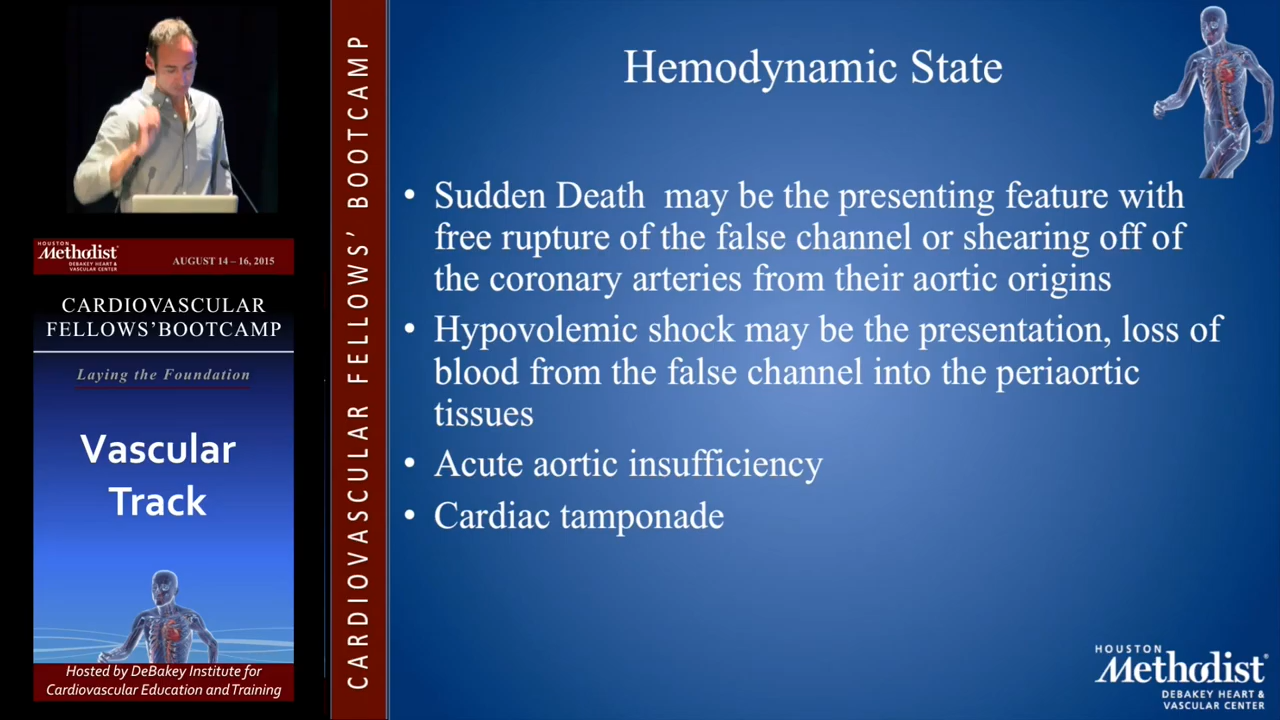 HOUSTON
Methodist
DEBAKEY HEART &
VASCULAR CENTER
AUGUST 14 – 16, 2015
CARDIOVASCULAR
FELLOWS' BOOTCAMP
Laying the Foundation
Vascular
Track
Hosted by DeBakey Institute for
Cardiovascular Education and Training
CARDIOVASCULAR FELLOWS' BOOTCAMP
Hemodynamic State
• Sudden Death may be the presenting feature with
free rupture of the false channel or shearing off of
the coronary arteries from their aortic origins
• Hypovolemic shock may be the presentation, loss of
blood from the false channel into the periaortic
tissues
• Acute aortic insufficiency
• Cardiac tamponade
HOUSTON
Methodist®
DEBAKEY HEART &
VASCULAR CENTER